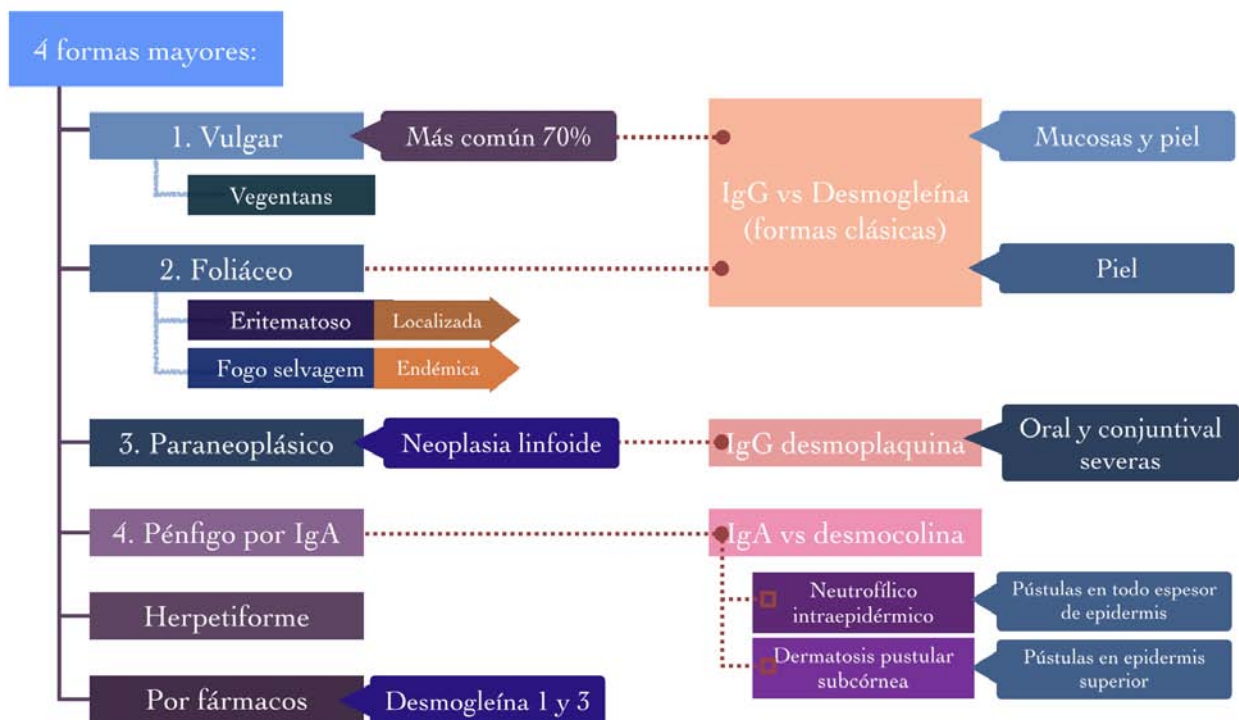 4 formas mayores:
1. Vulgar
Más común 70%
Vegentans
IgG vs Desmogleína
(formas clásicas)
Mucosas y piel
2. Foliáceo
Piel
Eritematoso
Localizada
Fogo selvagem
Endémica
3. Paraneoplásico
Neoplasia linfoide
IgG desmoplaquina
Oral y conjuntival
severas
4. Pénfigo por IgA
IgA vs desmocolina
Neutrofílico
intraepidérmico
Pústulas en todo espesor
de epidermis
Herpetiforme
Dermatosis pustular
subcórnea
Pústulas en epidermis
superior
Por fármacos
Desmogleína 1 y 3